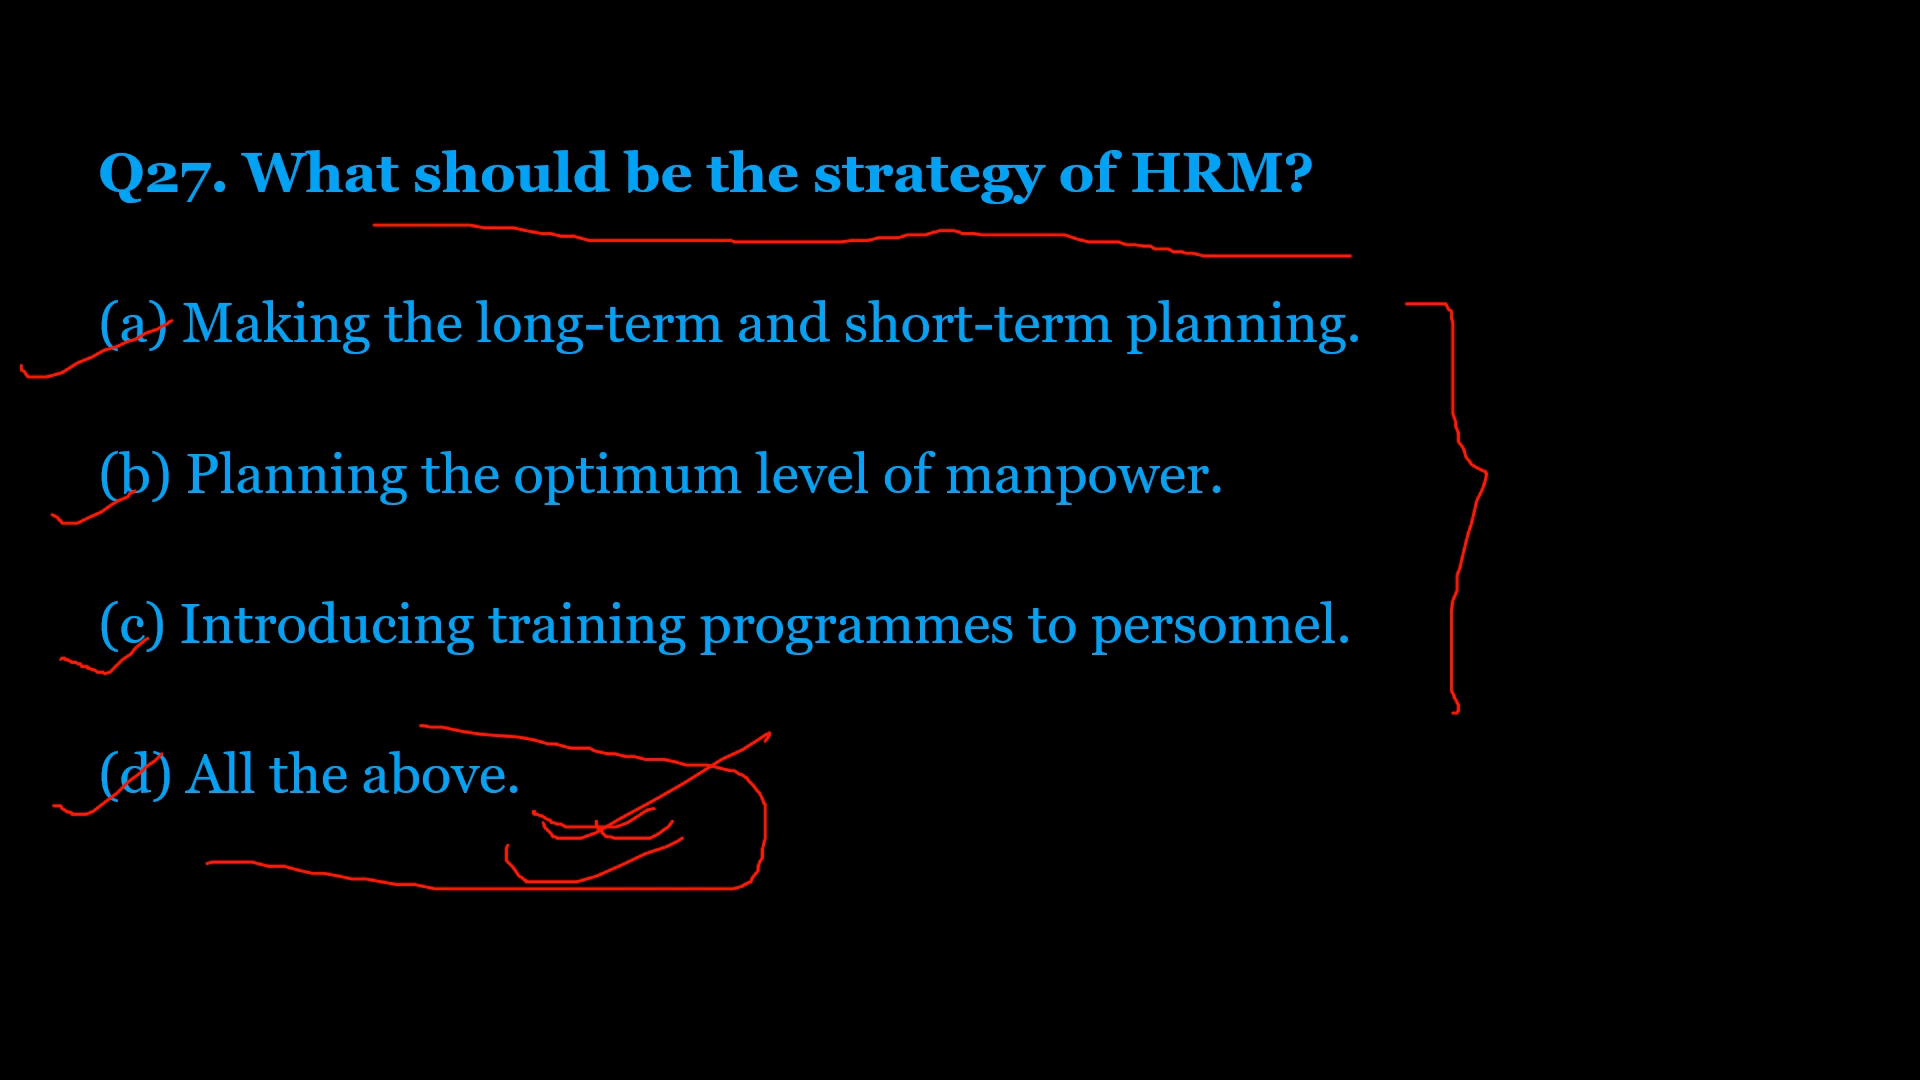 Q27. What should be the strategy of HRM?
(a) Making the long-term and short-term planning.
(b) Planning the optimum level of manpower.
(c) Introducing training programmes to personnel.
(d) All the above.